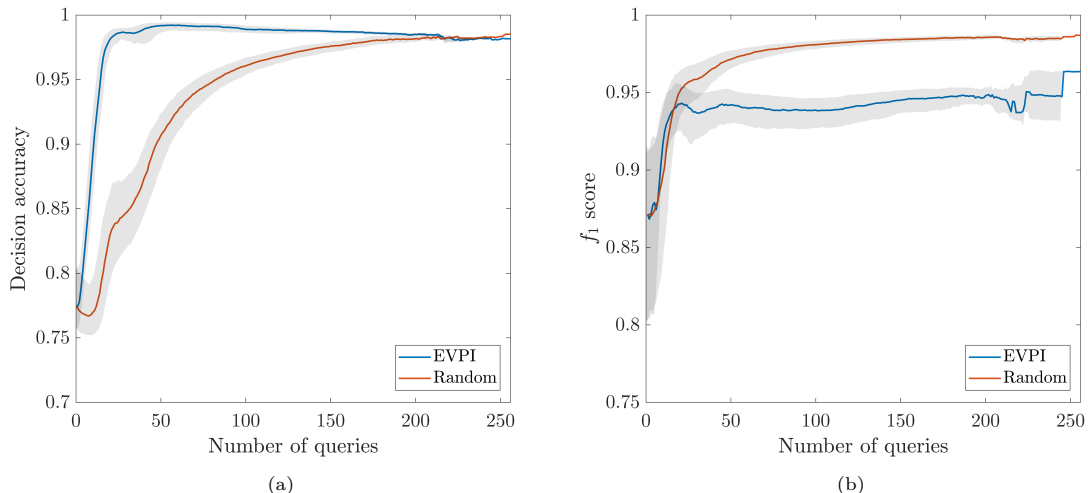 1
0.95
0.9
0.85
0.8
0.75
0.7
Decision accuracy
0 50 100 150 200 250
Number of queries
EVPI
Random
(a)
1
0.95
0.9
0.85
0.8
0.75
f₁ score
0 50 100 150 200 250
Number of queries
EVPI
Random
(b)